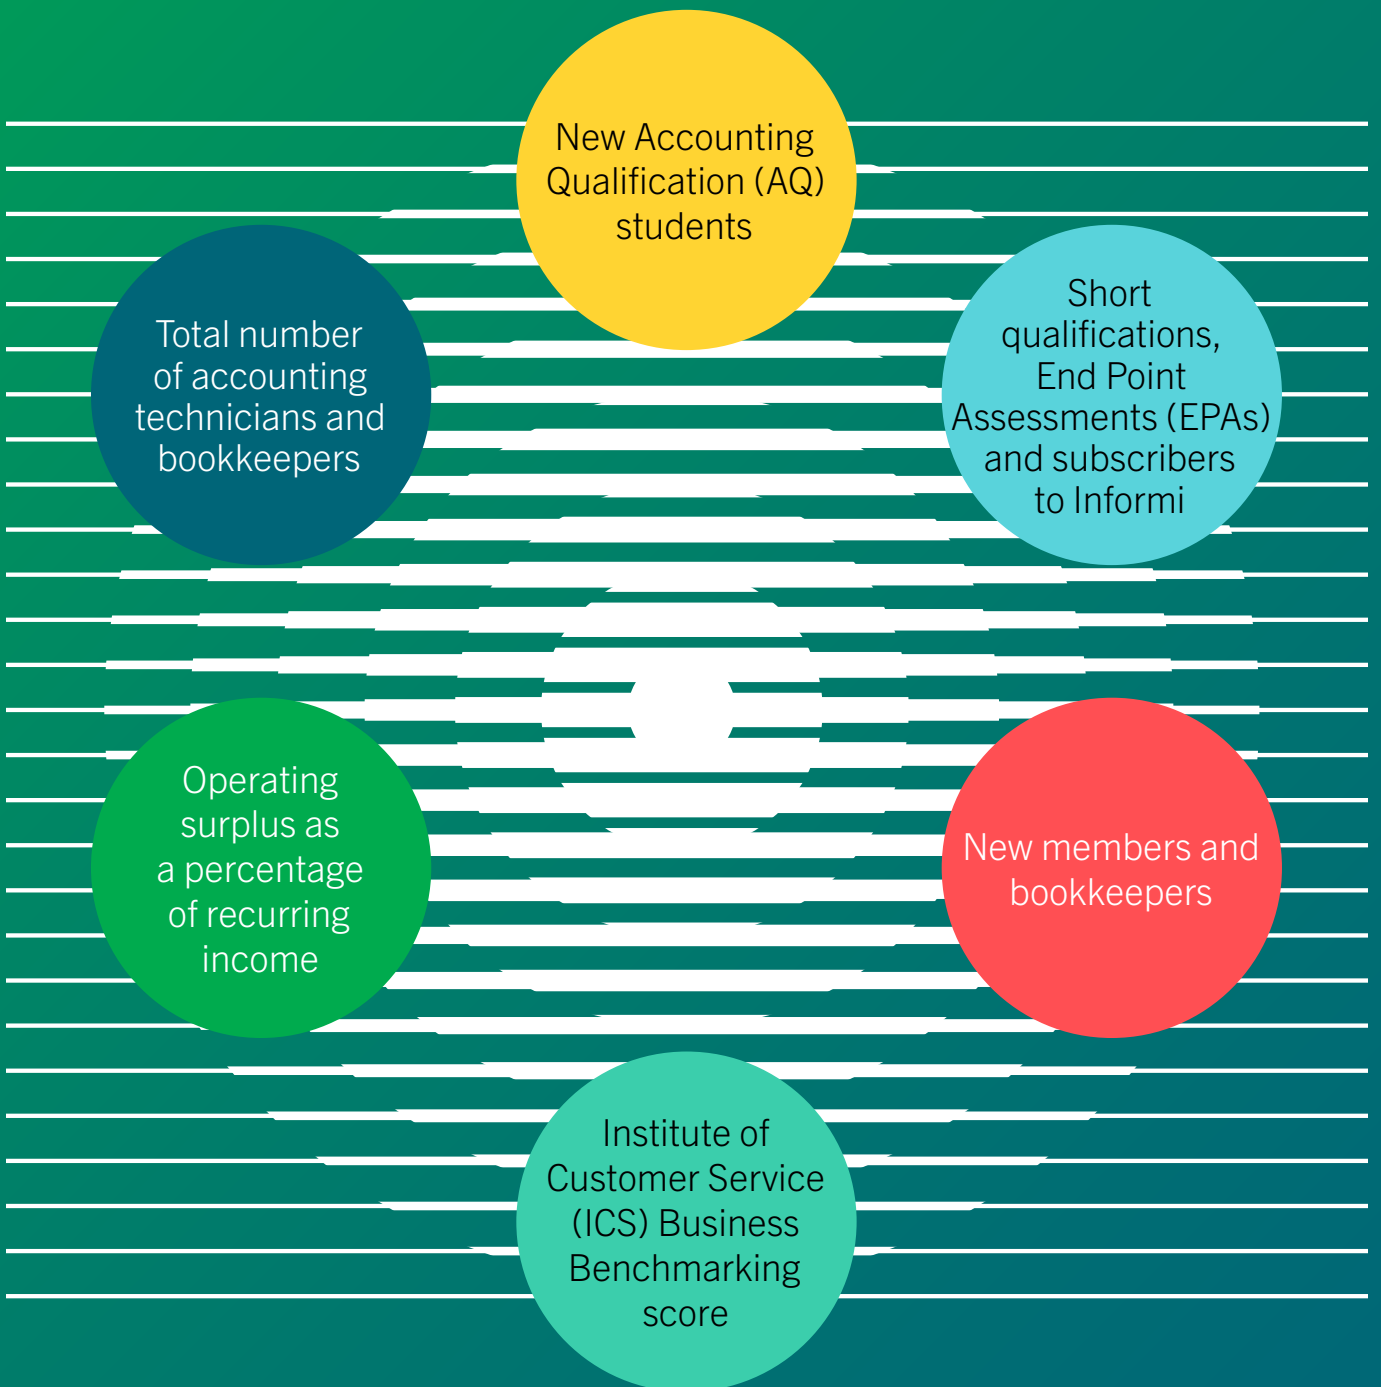 New Accounting
Qualification (AQ)
students
Total number
of accounting
technicians and
bookkeepers
Short
qualifications,
End Point
Assessments (EPAs)
and subscribers
to Informi
Operating
surplus as
a percentage
of recurring
income
New members and
bookkeepers
Institute of
Customer Service
(ICS) Business
Benchmarking
score